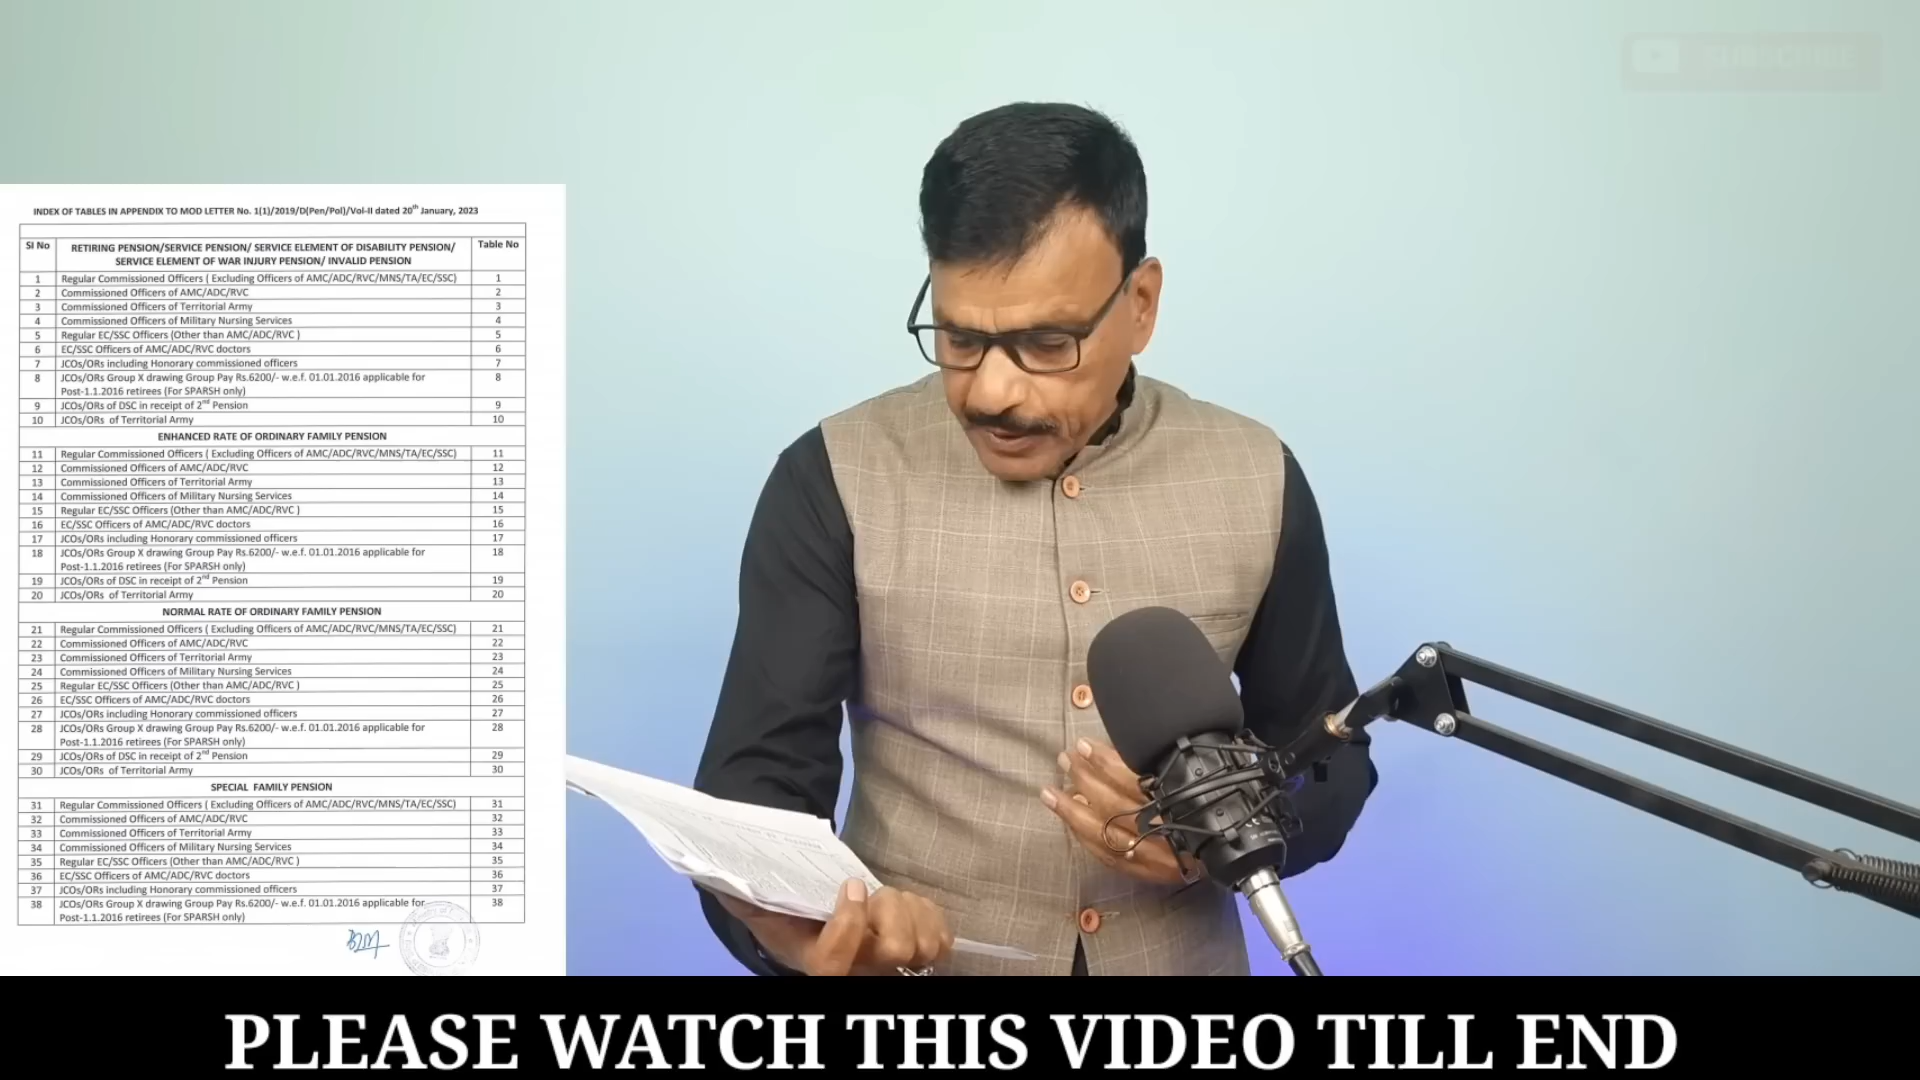 SUBSCRIBE
INDEX OF TABLES IN APPENDIX TO MOD LETTER No. 1(1)/2019/D(Pen/Pol)/Vol-II dated 20th January, 2023
Sl No RETIRING PENSION/SERVICE PENSION/ SERVICE ELEMENT OF DISABILITY PENSION/ Table No
SERVICE ELEMENT OF WAR INJURY PENSION/ INVALID PENSION
1 Regular Commissioned Officers ( Excluding Officers of AMC/ADC/RVC/MNS/TA/EC/SSC) 1
2 Commissioned Officers of AMC/ADC/RVC 2
3 Commissioned Officers of Territorial Army 3
4 Commissioned Officers of Military Nursing Services 4
5 Regular EC/SSC Officers (Other than AMC/ADC/RVC ) 5
6 EC/SSC Officers of AMC/ADC/RVC doctors 6
7 JCOs/ORs including Honorary commissioned officers 7
8 JCOs/ORs Group X drawing Group Pay Rs.6200/- w.e.f. 01.01.2016 applicable for 8
Post-1.1.2016 retirees (For SPARSH only)
9 JCOs/ORs of DSC in receipt of 2nd Pension 9
10 JCOs/ORs of Territorial Army 10
ENHANCED RATE OF ORDINARY FAMILY PENSION
11 Regular Commissioned Officers ( Excluding Officers of AMC/ADC/RVC/MNS/TA/EC/SSC) 11
12 Commissioned Officers of AMC/ADC/RVC 12
13 Commissioned Officers of Territorial Army 13
14 Commissioned Officers of Military Nursing Services 14
15 Regular EC/SSC Officers (Other than AMC/ADC/RVC ) 15
16 EC/SSC Officers of AMC/ADC/RVC doctors 16
17 JCOs/ORs including Honorary commissioned officers 17
18 JCOs/ORs Group X drawing Group Pay Rs.6200/- w.e.f. 01.01.2016 applicable for 18
Post-1.1.2016 retirees (For SPARSH only)
19 JCOs/ORs of DSC in receipt of 2nd Pension 19
20 JCOs/ORs of Territorial Army 20
NORMAL RATE OF ORDINARY FAMILY PENSION
21 Regular Commissioned Officers ( Excluding Officers of AMC/ADC/RVC/MNS/TA/EC/SSC) 21
22 Commissioned Officers of AMC/ADC/RVC 22
23 Commissioned Officers of Territorial Army 23
24 Commissioned Officers of Military Nursing Services 24
25 Regular EC/SSC Officers (Other than AMC/ADC/RVC ) 25
26 EC/SSC Officers of AMC/ADC/RVC doctors 26
27 JCOs/ORs including Honorary commissioned officers 27
28 JCOs/ORs Group X drawing Group Pay Rs.6200/- w.e.f. 01.01.2016 applicable for 28
Post-1.1.2016 retirees (For SPARSH only)
29 JCOs/ORs of DSC in receipt of 2nd Pension 29
30 JCOs/ORs of Territorial Army 30
SPECIAL FAMILY PENSION
31 Regular Commissioned Officers ( Excluding Officers of AMC/ADC/RVC/MNS/TA/EC/SSC) 31
32 Commissioned Officers of AMC/ADC/RVC 32
33 Commissioned Officers of Territorial Army 33
34 Commissioned Officers of Military Nursing Services 34
35 Regular EC/SSC Officers (Other than AMC/ADC/RVC ) 35
36 EC/SSC Officers of AMC/ADC/RVC doctors 36
37 JCOs/ORs including Honorary commissioned officers 37
38 JCOs/ORs Group X drawing Group Pay Rs.6200/- w.e.f. 01.01.2016 applicable for 38
Post-1.1.2016 retirees (For SPARSH only)
PLEASE WATCH THIS VIDEO TILL END